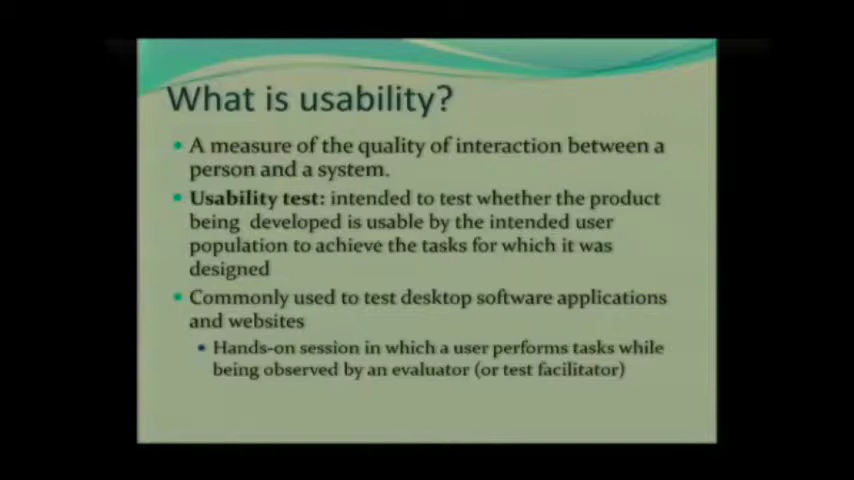 What is usability?
• A measure of the quality of interaction between a
person and a system.
• Usability test: intended to test whether the product
being developed is usable by the intended user
population to achieve the tasks for which it was
designed
• Commonly used to test desktop software applications
and websites
• Hands-on session in which a user performs tasks while
being observed by an evaluator (or test facilitator)